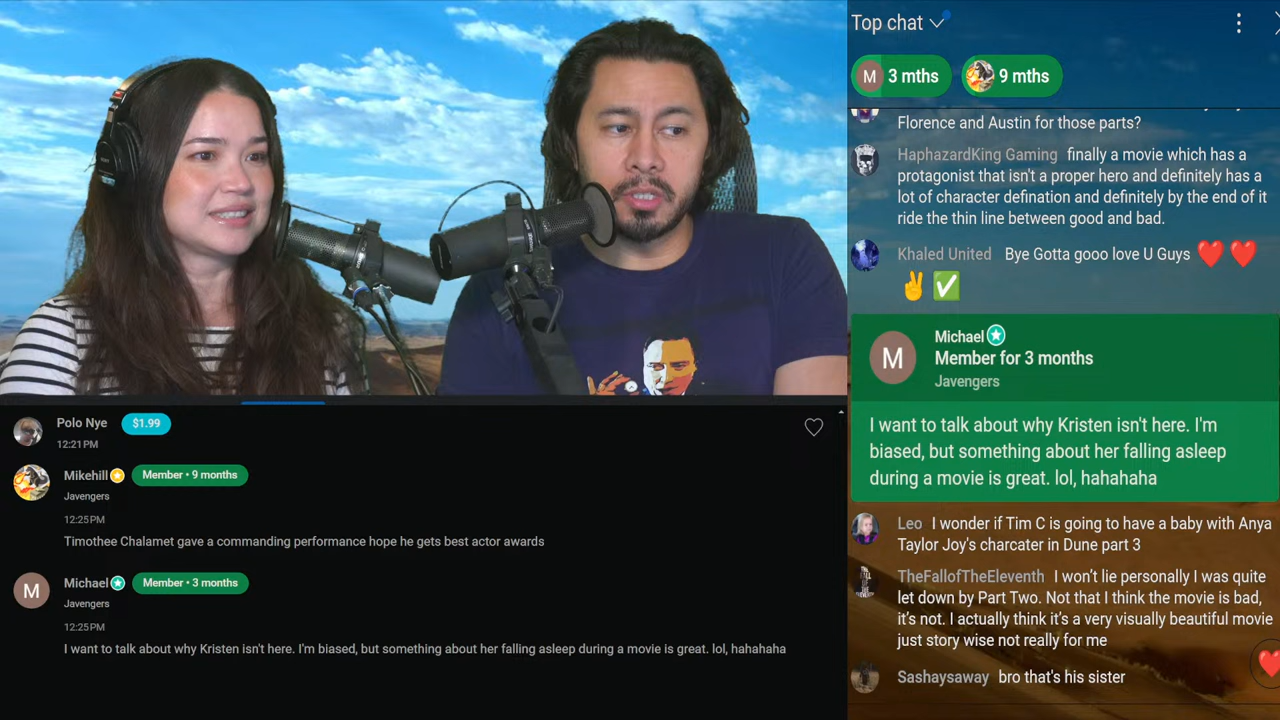 Top chat
M 3 mths 9 mths
Florence and Austin for those parts?
HaphazardKing Gaming finally a movie which has a
protagonist that isn't a proper hero and definitely has a
lot of character defination and definitely by the end of it
ride the thin line between good and bad.
Khaled United Bye Gotta gooo love U Guys ❤️ ❤️
✌️ ✅
Michael
M Member for 3 months
Javengers
I want to talk about why Kristen isn't here. I'm
biased, but something about her falling asleep
during a movie is great. lol, hahahaha
Leo I wonder if Tim C is going to have a baby with Anya
Taylor Joy's charcater in Dune part 3
TheFallofTheEleventh I won't lie personally I was quite
let down by Part Two. Not that I think the movie is bad,
it's not. I actually think it's a very visually beautiful movie
just story wise not really for me
Sashaysaway bro that's his sister
Polo Nye $1.99
12:21 PM
Mikehill Member • 9 months
Javengers
12:25 PM
Timothee Chalamet gave a commanding performance hope he gets best actor awards
M Michael Member • 3 months
Javengers
12:25 PM
I want to talk about why Kristen isn't here. I'm biased, but something about her falling asleep during a movie is great. lol, hahahaha